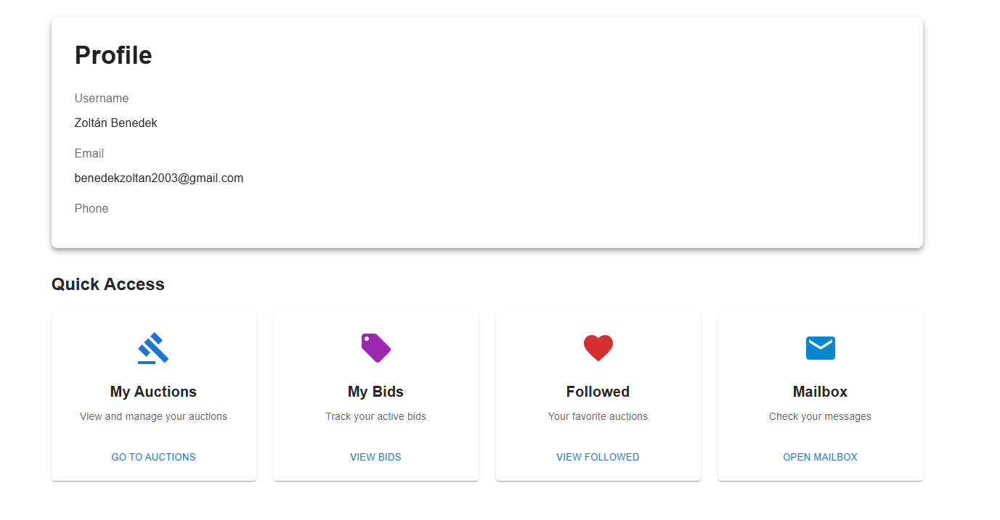 Profile
Username
Zoltán Benedek
Email
benedekzoltan2003@gmail.com
Phone
Quick Access
My Auctions
View and manage your auctions
GO TO AUCTIONS
My Bids
Track your active bids
VIEW BIDS
Followed
Your favorite auctions
VIEW FOLLOWED
Mailbox
Check your messages
OPEN MAILBOX